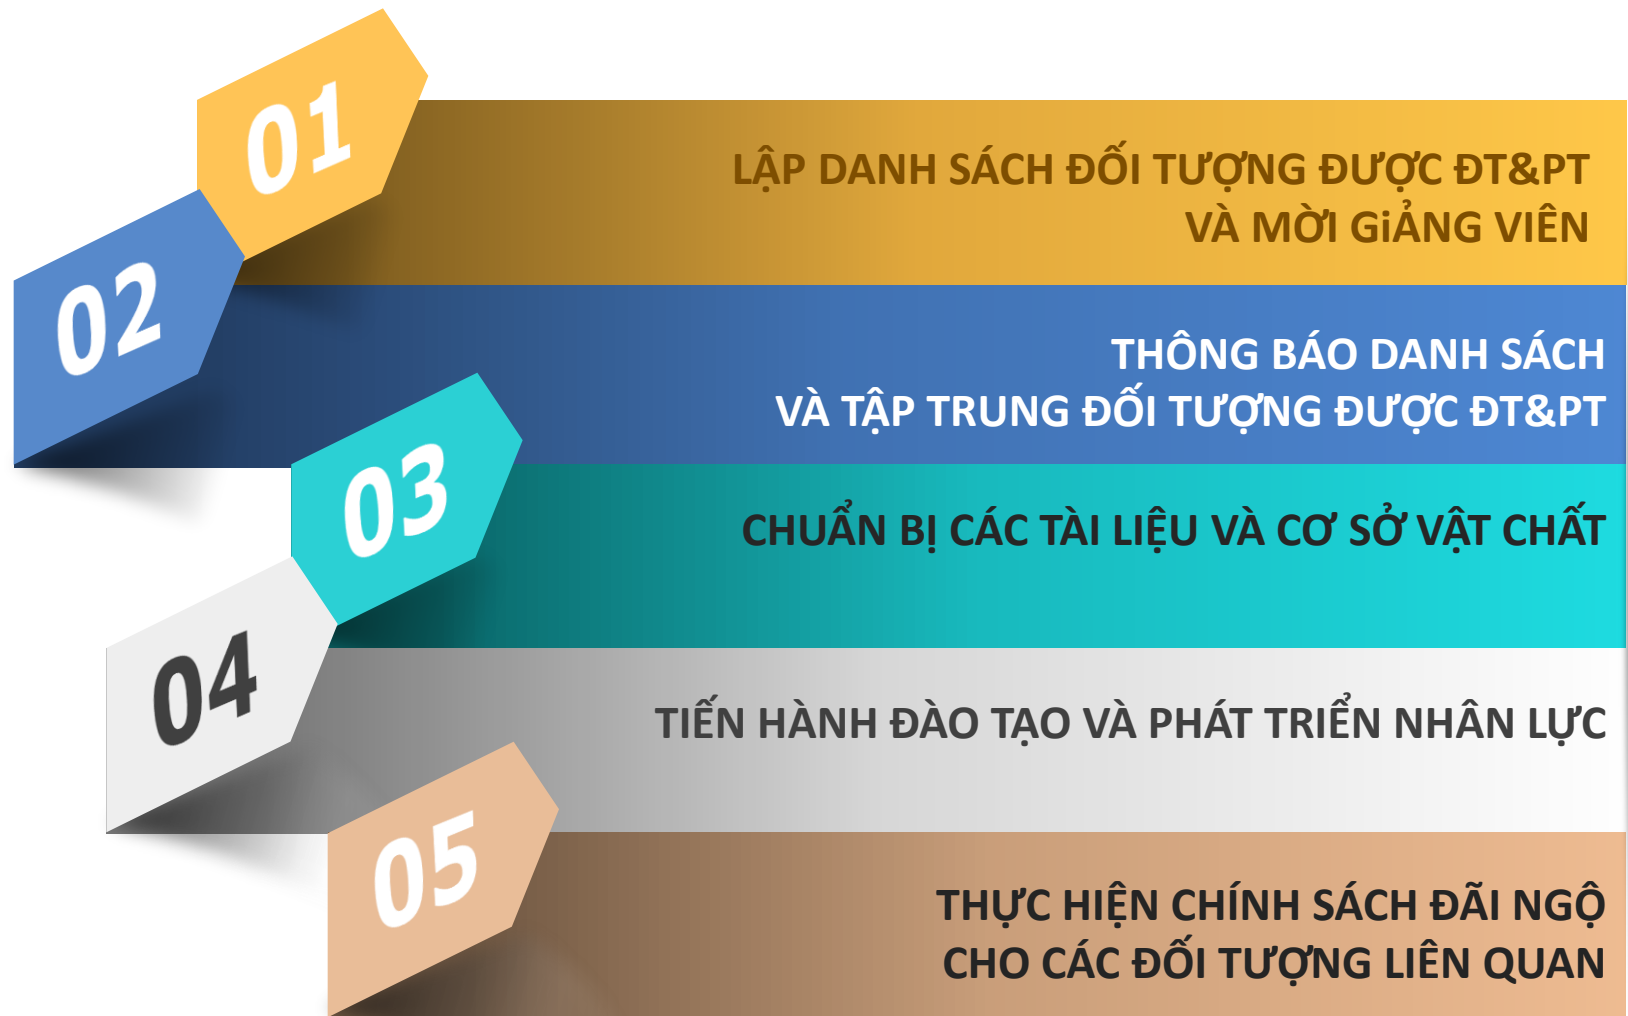 01
LẬP DANH SÁCH ĐỐI TƯỢNG ĐƯỢC ĐT&PT
VÀ MỜI GiẢNG VIÊN
02
THÔNG BÁO DANH SÁCH
VÀ TẬP TRUNG ĐỐI TƯỢNG ĐƯỢC ĐT&PT
03
CHUẨN BỊ CÁC TÀI LIỆU VÀ CƠ SỞ VẬT CHẤT
04
TIẾN HÀNH ĐÀO TẠO VÀ PHÁT TRIỂN NHÂN LỰC
05
THỰC HIỆN CHÍNH SÁCH ĐÃI NGỘ
CHO CÁC ĐỐI TƯỢNG LIÊN QUAN